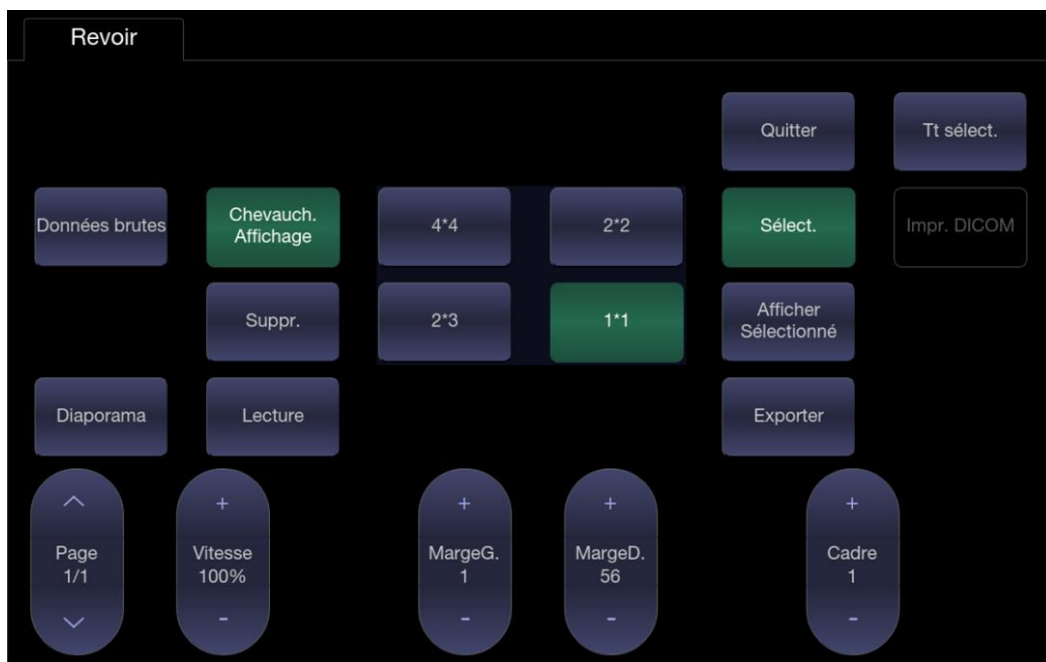 Revoir
Quitter
Tt sélect.
Données brutes
Chevauch.
Affichage
4*4
2*2
Sélect.
Impr. DICOM
Suppr.
2*3
1*1
Afficher
Sélectionné
Diaporama
Lecture
Exporter
Page
1/1
+
Vitesse
100%
-
+
MargeG.
1
-
+
MargeD.
56
-
+
Cadre
1
-